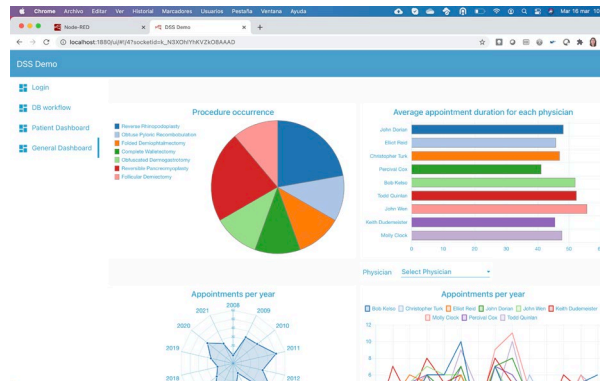 Chrome Archivo Editar Ver Historial Marcadores Usuarios Pestaña Ventana Ayuda
Mar 16 mar 10
Node-RED
DSS Demo
localhost:1880/ui/#!/4?socketid=k_N3XOhIYhKVZkOBAAAD
DSS Demo
Login
DB workflow
Patient Dashboard
General Dashboard
Procedure occurrence
Reverse Rhinopodoplasty
Obtuse Pyloric Recombobulation
Folded Dermoplitalmectomy
Complete Walletectomy
Obfuscated Dermogastrotomy
Reversible Pancreomyoplasty
Follicular Demectomy
Average appointment duration for each physician
John Dorian
Elliot Reid
Christopher Turk
Percival Cox
Bob Kelso
Todd Quinlan
John Wen
Keith Dudemeister
Molly Clock
0 10 20 30 40 50
Physician Select Physician
Appointments per year
2008
2009
2010
2011
2012
2018
2019
2020
2021
Appointments per year
Bob Kelso Christopher Turk Elliot Reid John Dorian John Wen Keith Dudemeister
Molly Clock Percival Cox Todd Quinlan
12
10
8
6